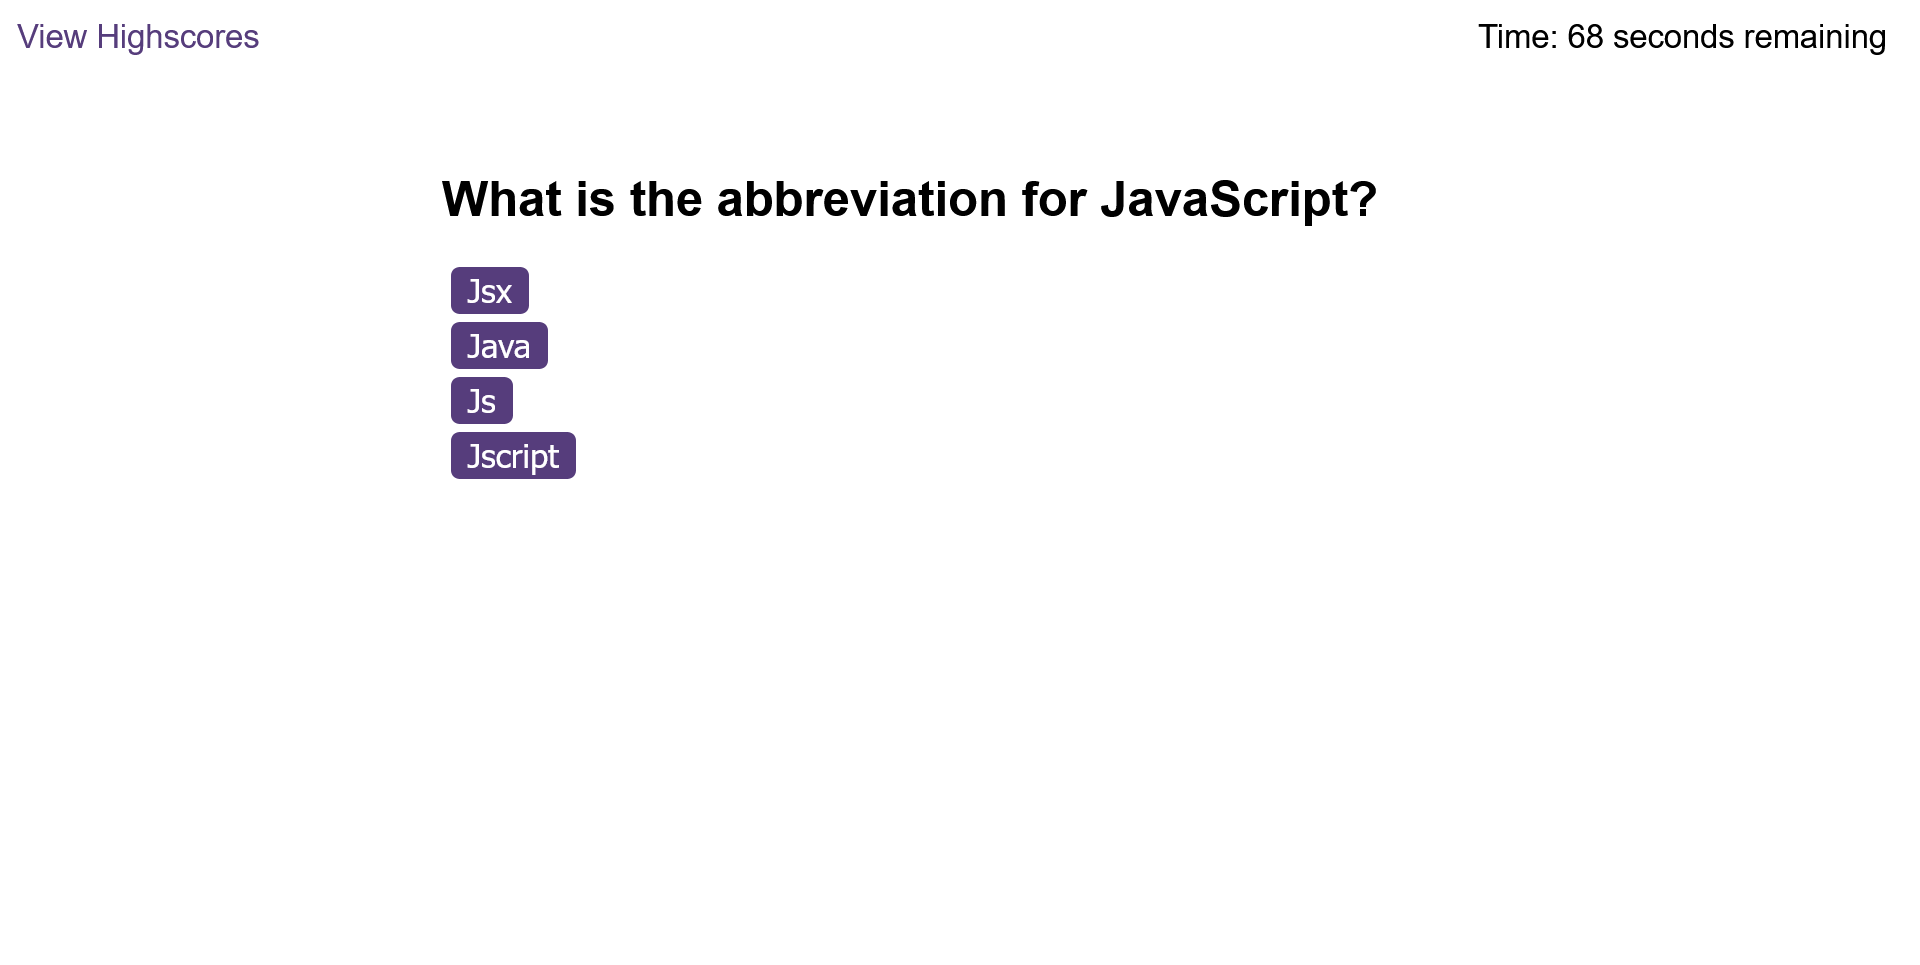 View Highscores
Time: 68 seconds remaining
What is the abbreviation for JavaScript?
Jsx
Java
Js
Jscript